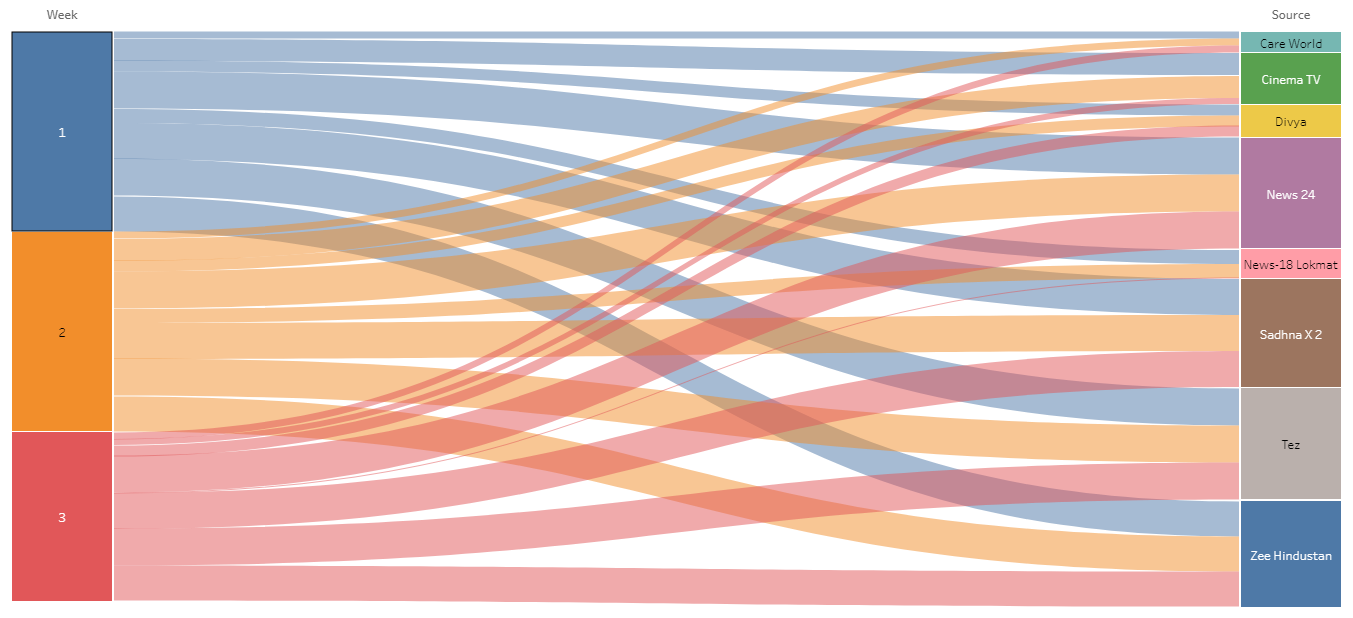 Week
Source
1
2
3
Care World
Cinema TV
Divya
News 24
News-18 Lokmat
Sadhna X 2
Tez
Zee Hindustan